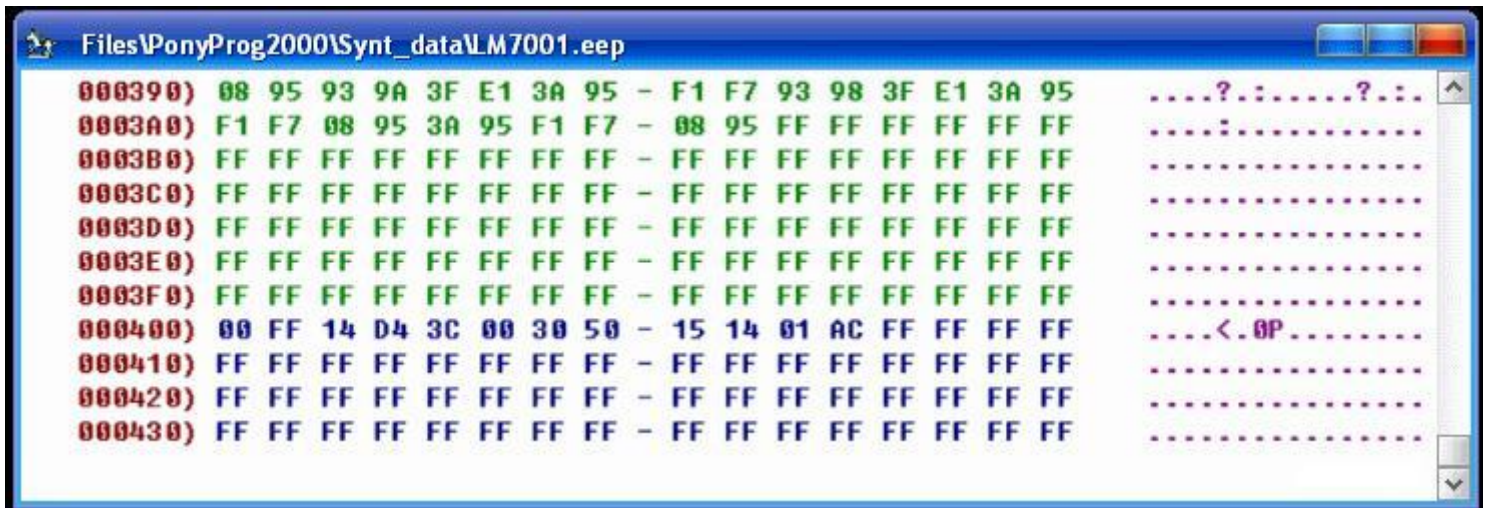 Files\PonyProg2000\Synt_data\LM7001.eep
000390) 08 95 93 9A 3F E1 3A 95 - F1 F7 93 98 3F E1 3A 95 ....?.:.....?.:.
0003A0) F1 F7 08 95 3A 95 F1 F7 - 08 95 FF FF FF FF FF FF ....:...........
0003B0) FF FF FF FF FF FF FF FF - FF FF FF FF FF FF FF FF ................
0003C0) FF FF FF FF FF FF FF FF - FF FF FF FF FF FF FF FF ................
0003D0) FF FF FF FF FF FF FF FF - FF FF FF FF FF FF FF FF ................
0003E0) FF FF FF FF FF FF FF FF - FF FF FF FF FF FF FF FF ................
0003F0) FF FF FF FF FF FF FF FF - FF FF FF FF FF FF FF FF ................
000400) 00 FF 14 D4 3C 00 30 50 - 15 14 01 AC FF FF FF FF ....<.0P........
000410) FF FF FF FF FF FF FF FF - FF FF FF FF FF FF FF FF ................
000420) FF FF FF FF FF FF FF FF - FF FF FF FF FF FF FF FF ................
000430) FF FF FF FF FF FF FF FF - FF FF FF FF FF FF FF FF ................